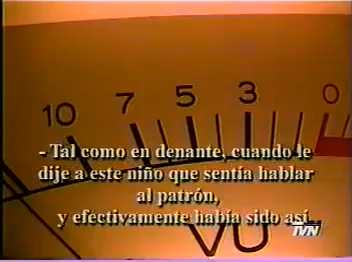 10 7 5 3 0
- Tal como en denante, cuando le
dije a este niño que sentía hablar
al patrón,
y efectivamente había sido así.
TVN
VU